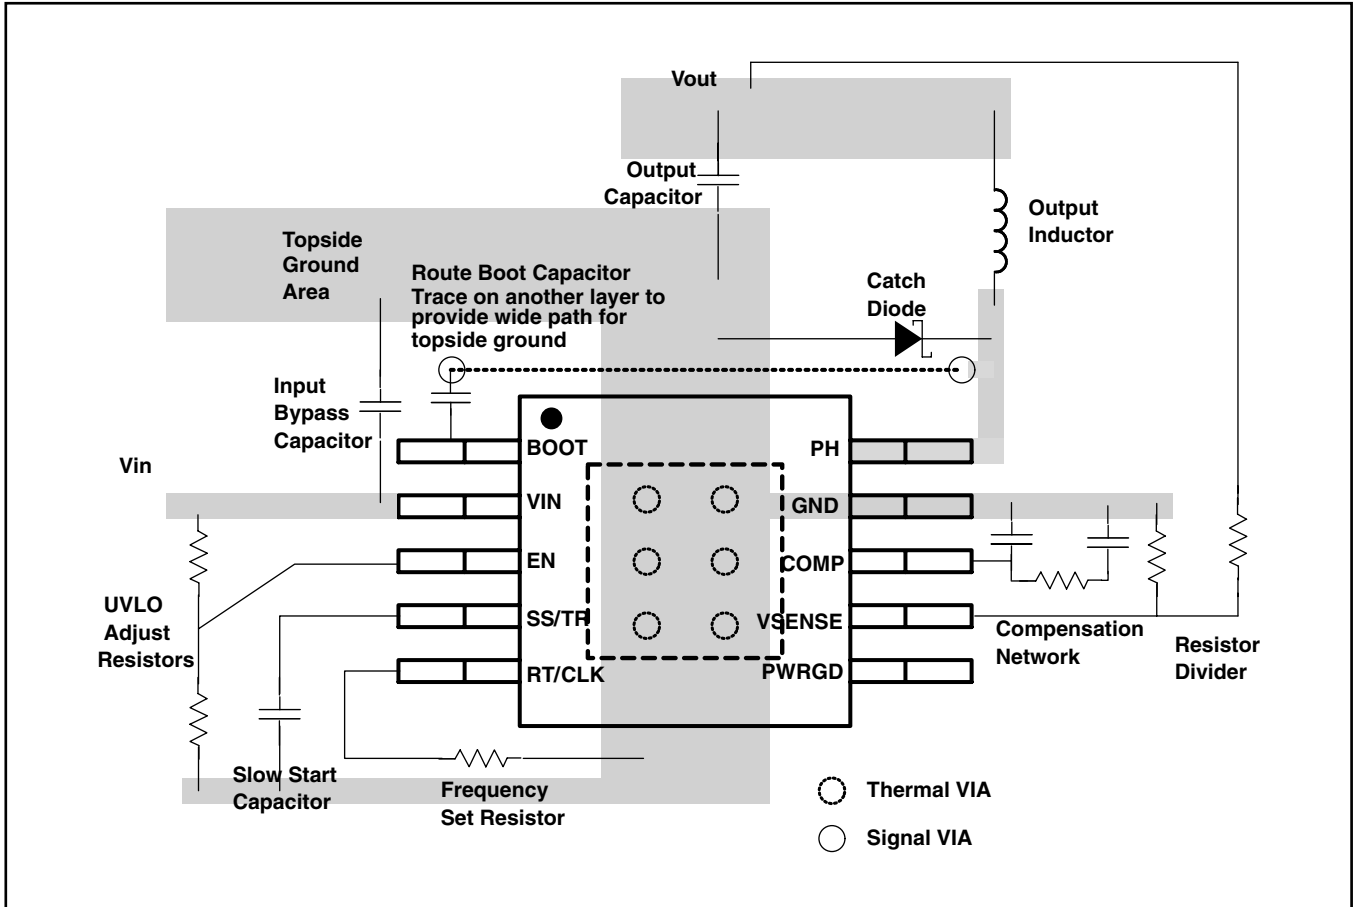 Vout
Output
Capacitor
Output
Inductor
Topside
Ground
Area
Route Boot Capacitor
Trace on another layer to
provide wide path for
topside ground
Catch
Diode
Input
Bypass
Capacitor
Vin
BOOT
VIN
EN
SS/TR
RT/CLK
PH
GND
COMP
VSENSE
PWRGD
UVLO
Adjust
Resistors
Compensation
Network
Resistor
Divider
Slow Start
Capacitor
Frequency
Set Resistor
Thermal VIA
Signal VIA